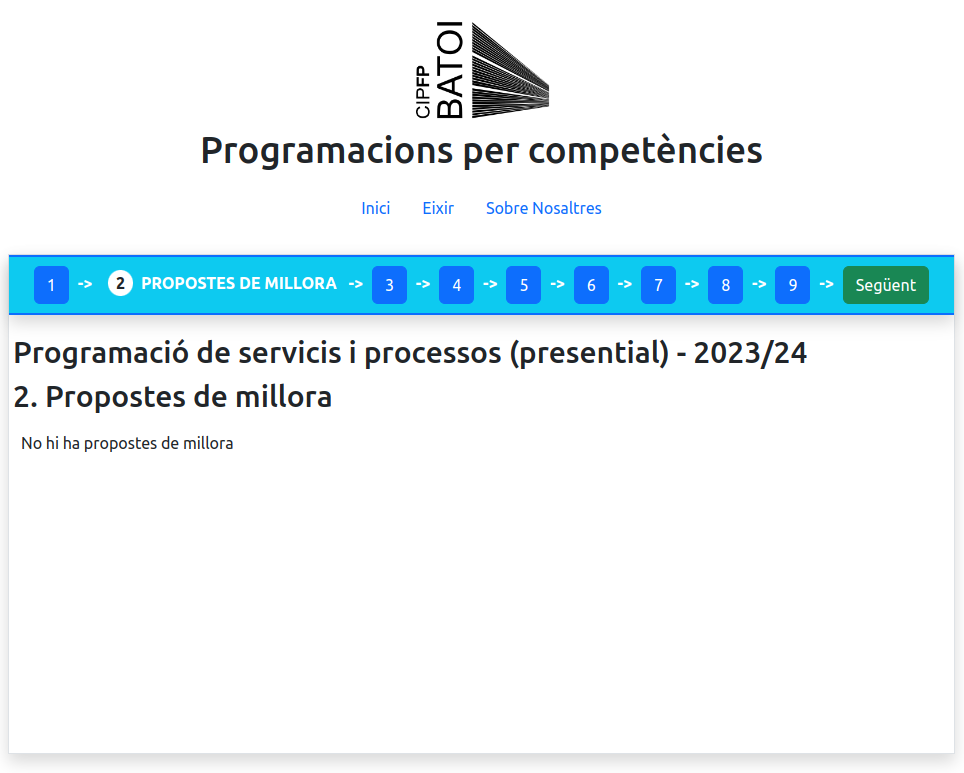 CIPFP
BATOI
Programacions per competències
Inici Eixir Sobre Nosaltres
1 -> 2 PROPOSTES DE MILLORA -> 3 -> 4 -> 5 -> 6 -> 7 -> 8 -> 9 -> Següent
Programació de servicis i processos (presential) - 2023/24
2. Propostes de millora
No hi ha propostes de millora